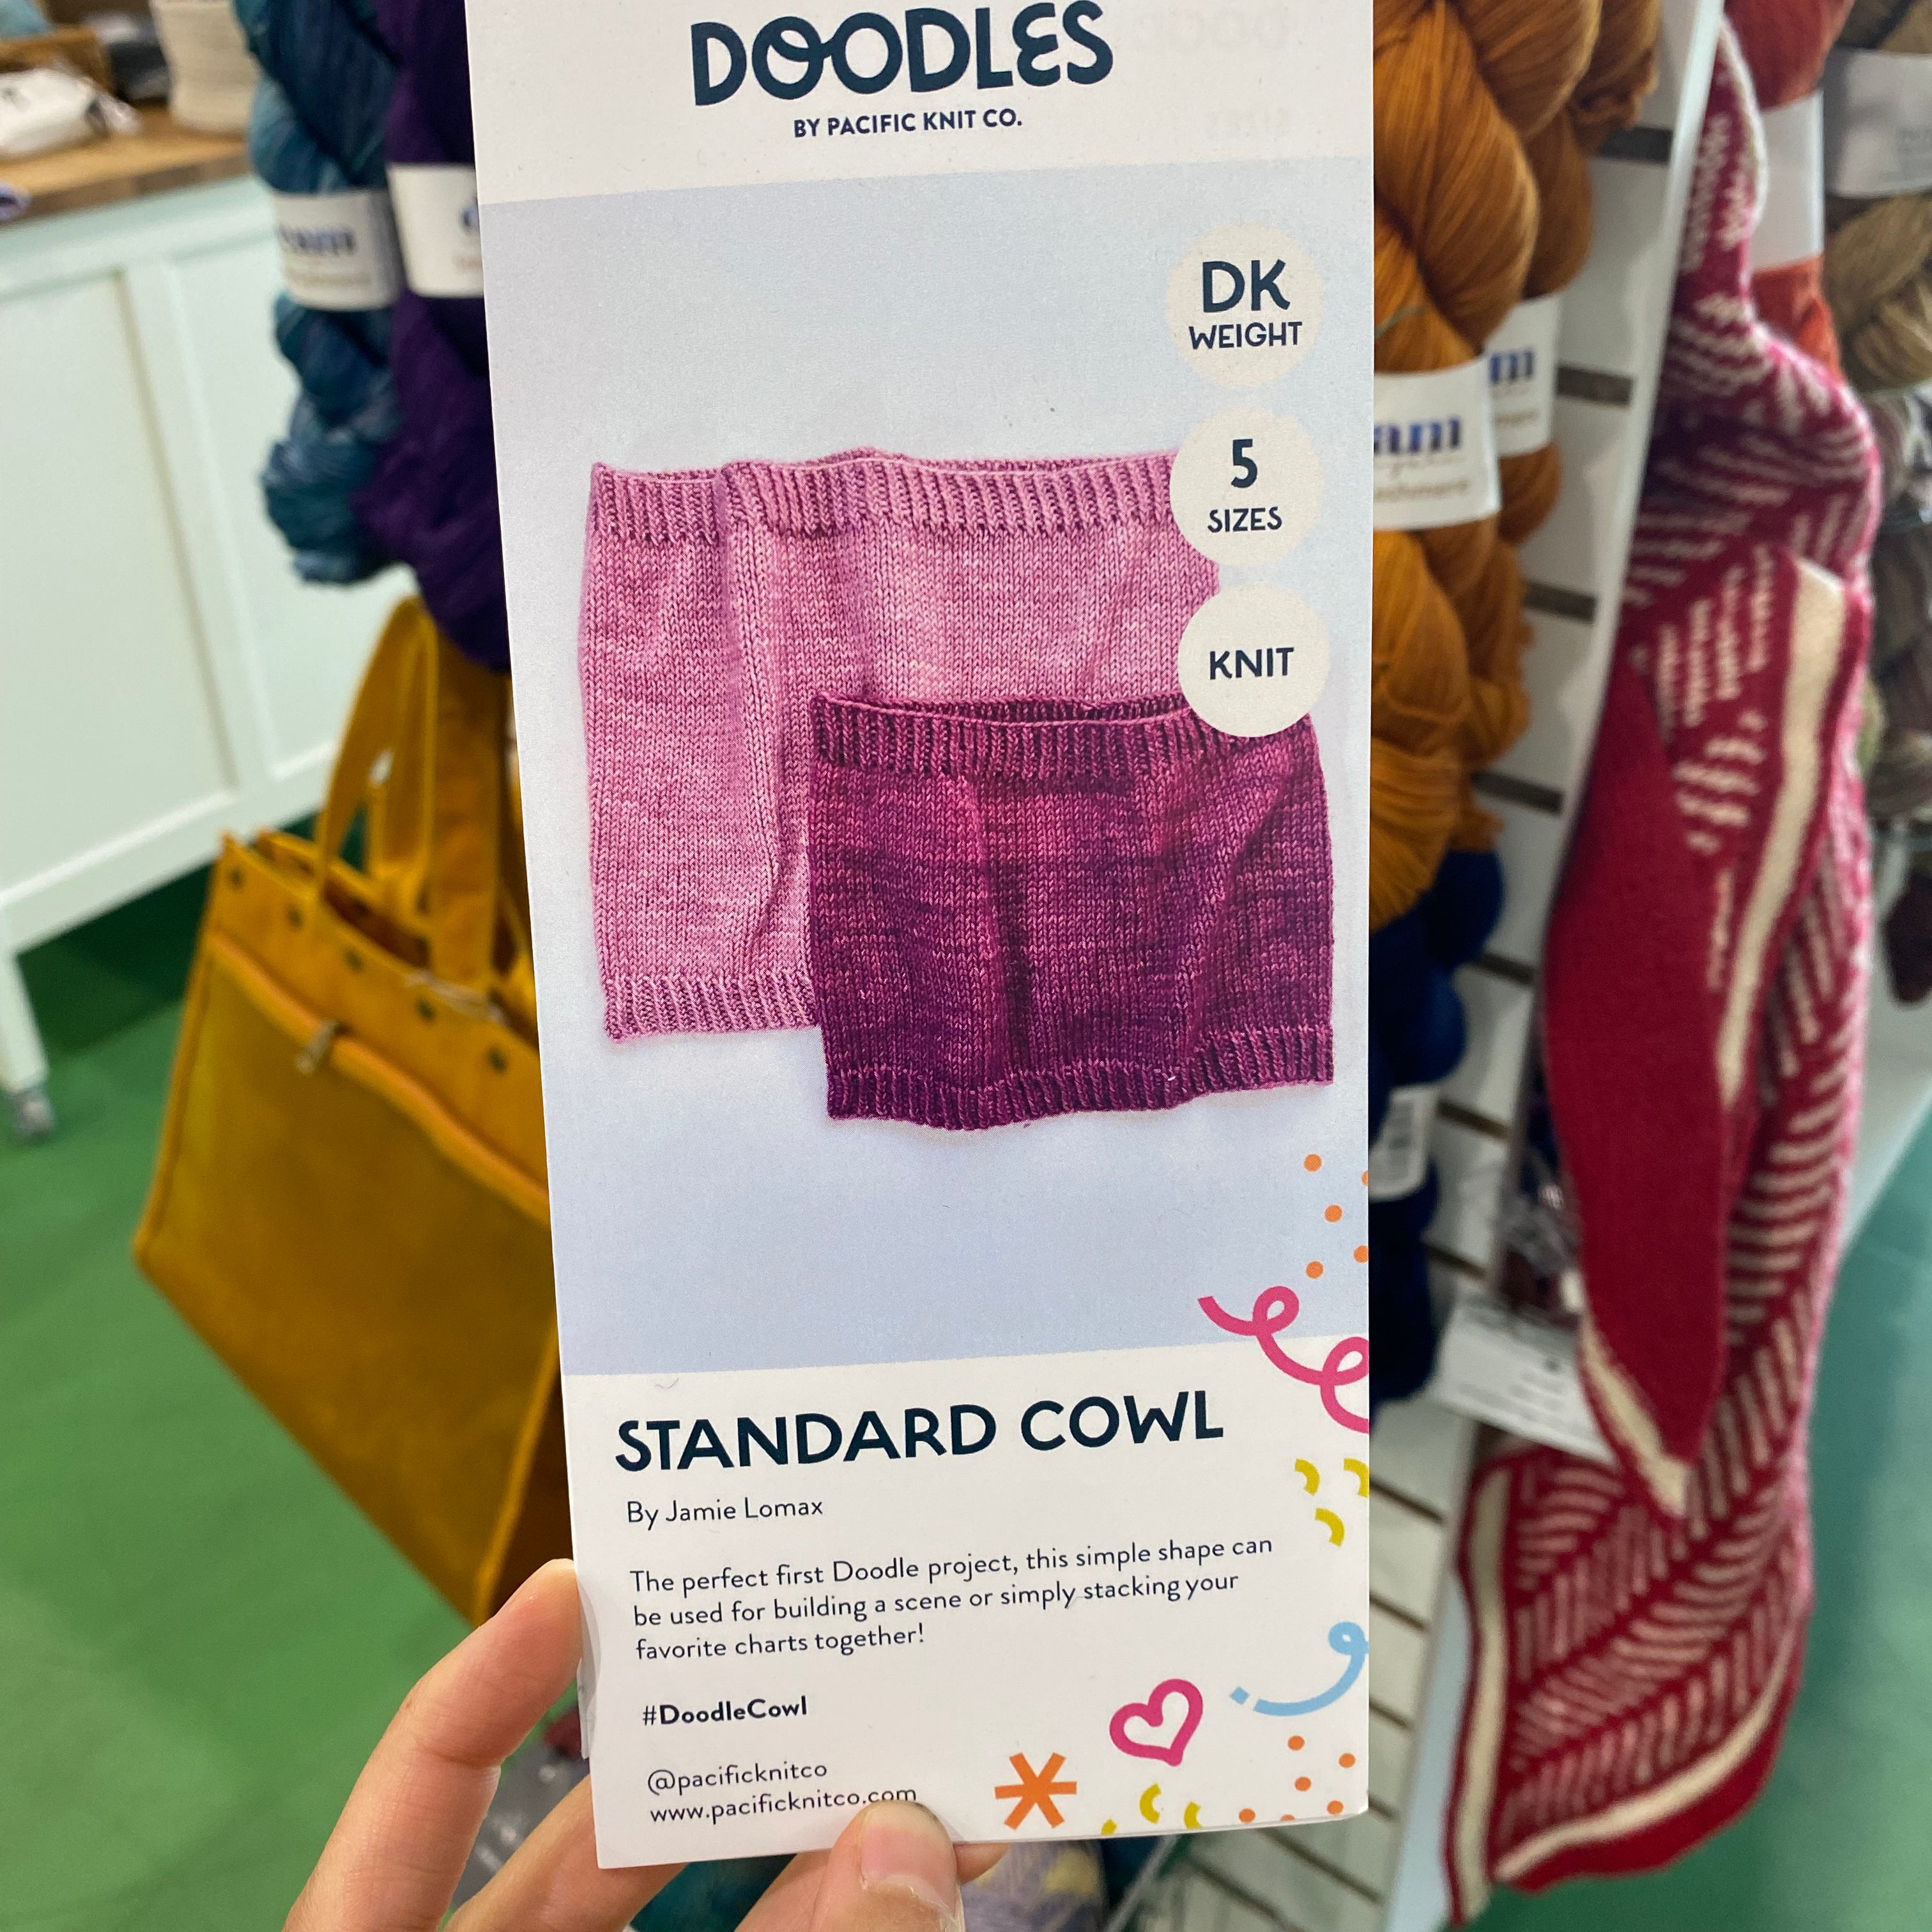 DOODLES
BY PACIFIC KNIT CO.
DK
WEIGHT
5
SIZES
KNIT
STANDARD COWL
By Jamie Lomax
The perfect first Doodle project, this simple shape can
be used for building a scene or simply stacking your
favorite charts together!
#DoodleCowl
@pacificknitco
www.pacificknitco.com